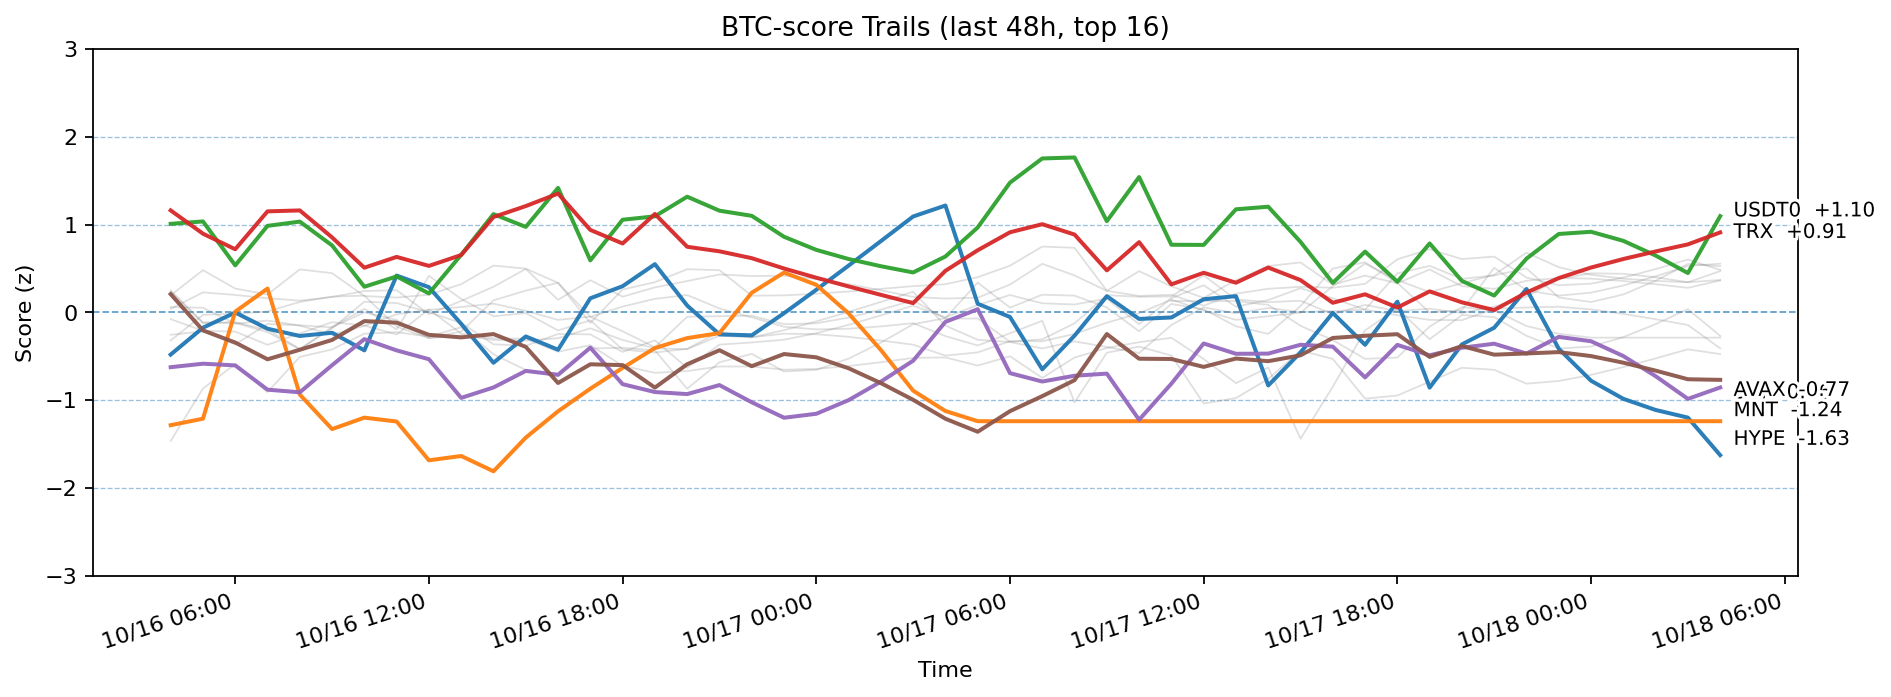 BTC-score Trails (last 48h, top 16)
Score (z)
3
2
1
0
−1
−2
−3
USDT0 +1.10
TRX +0.91
AVAX -0.77
MNT -1.24
HYPE -1.63
10/16 06:00
10/16 12:00
10/16 18:00
10/17 00:00
10/17 06:00
10/17 12:00
10/17 18:00
10/18 00:00
10/18 06:00
Time